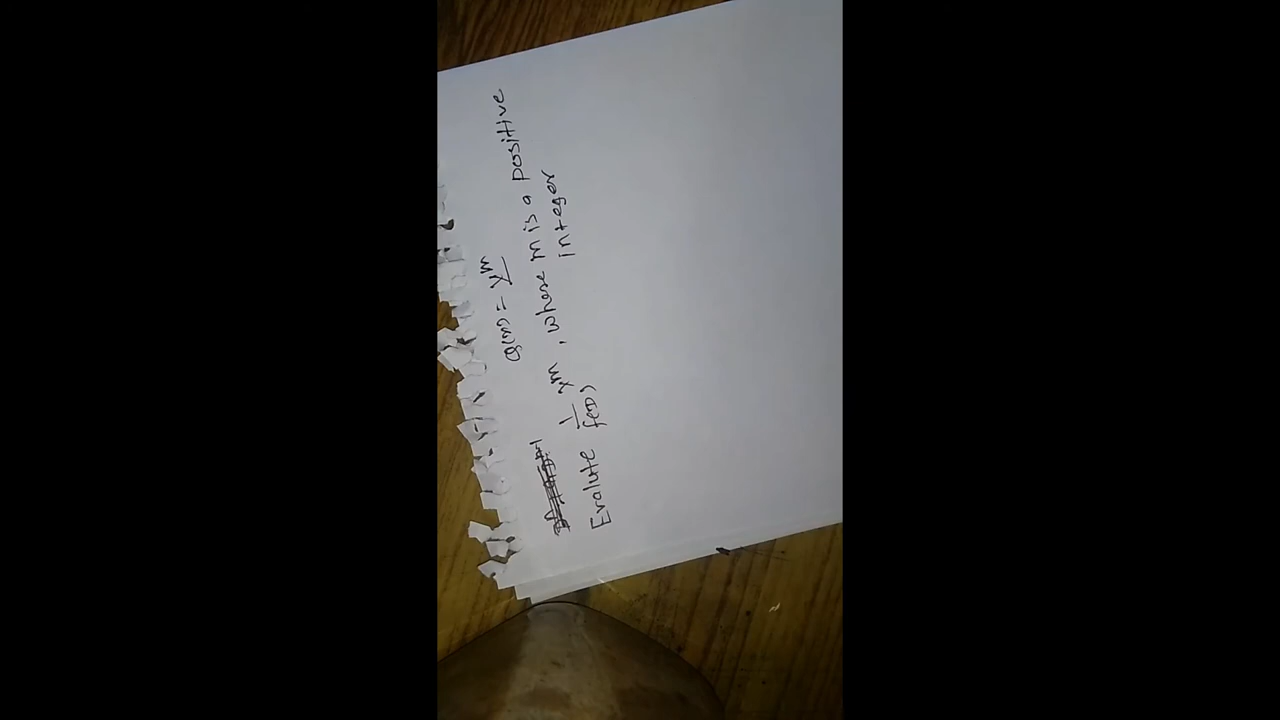 Q(x) = x^m
Evalute 1/f(D) x^m, where m is a positive
integer